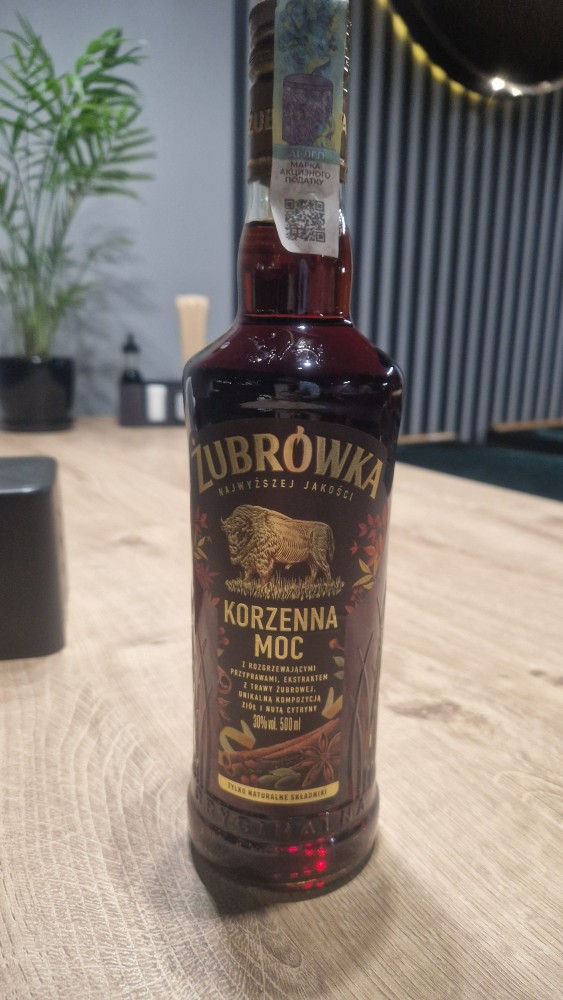 МАРКА
АКЦИЗНОГО
ПОДАТКУ
ŻUBRÓWKA
NAJWYŻSZEJ JAKOŚCI
KORZENNA
MOC
Z ROZGRZEWAJĄCYMI
PRZYPRAWAMI, EKSTRAKTEM
Z TRAWY ŻUBROWEJ,
UNIKALNĄ KOMPOZYCJĄ
ZIÓŁ I NUTĄ CYTRYNY
30% vol. 500 ml
TYLKO NATURALNE SKŁADNIKI